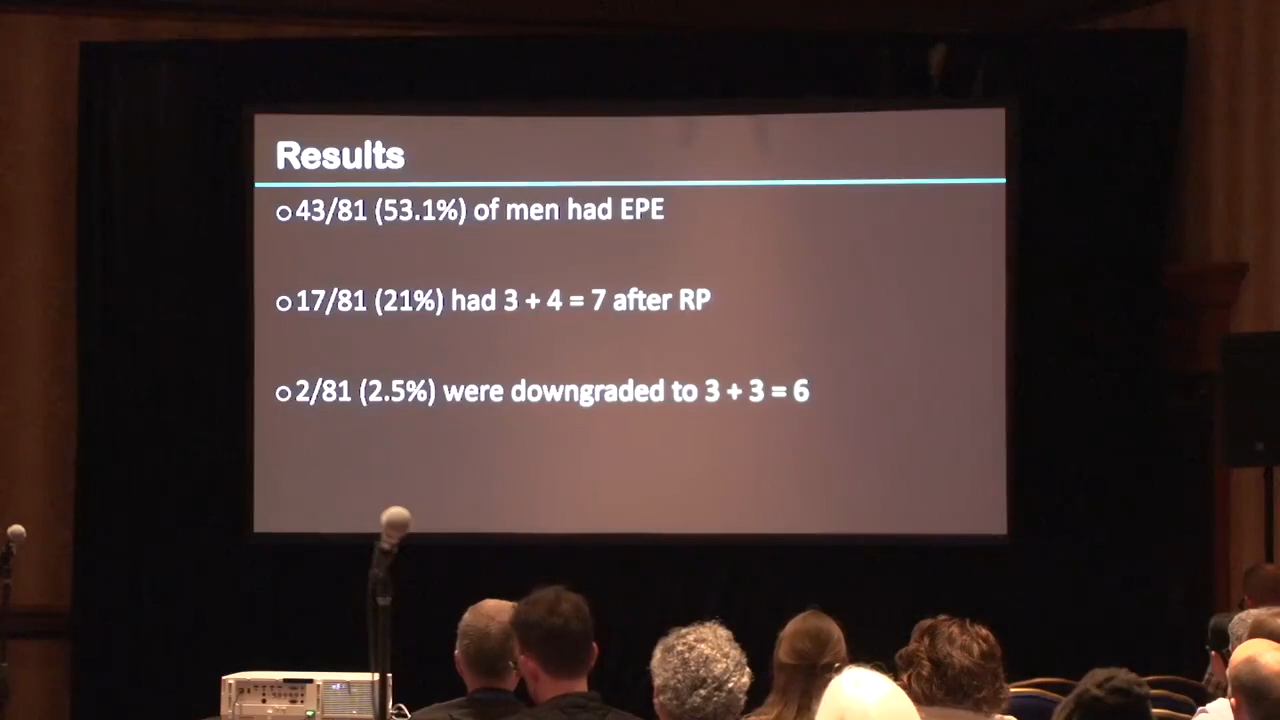 Results
43/81 (53.1%) of men had EPE
17/81 (21%) had 3 + 4 = 7 after RP
2/81 (2.5%) were downgraded to 3 + 3 = 6